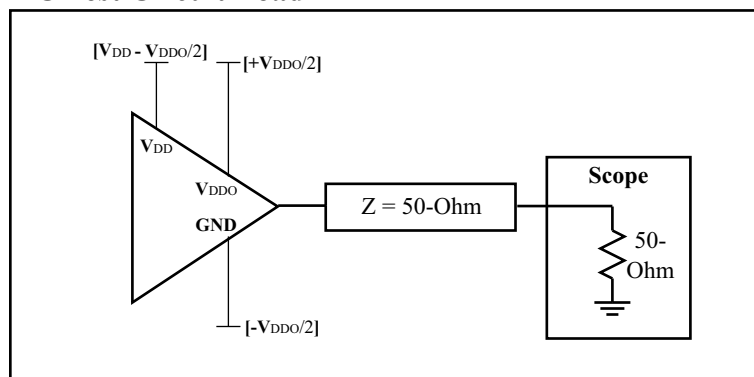 [VDD - VDDO/2]
[+VDDO/2]
VDD
VDDO
GND
[-VDDO/2]
Z = 50-Ohm
Scope
50-
Ohm